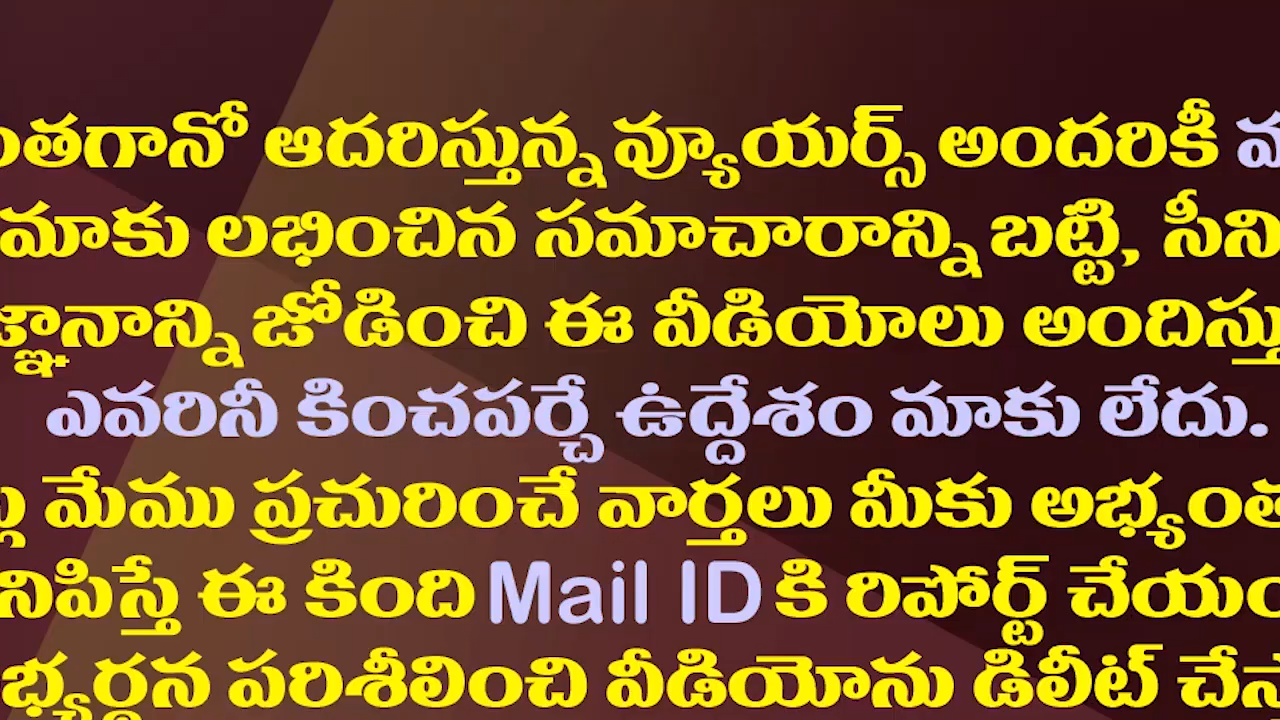 ంతగానో ఆదరిస్తున్న వ్యూయర్స్ అందరికీ
మాకు లభించిన సమాచారాన్ని బట్టి, సీని
జ్ఞానాన్ని జోడించి ఈ వీడియోలు అందిస్తు
ఎవరినీ కించపర్చే ఉద్దేశం మాకు లేదు.
మేము ప్రచురించే వార్తలు మీకు అభ్యంత
నిపిస్తే ఈ కింది Mail ID కి రిపోర్ట్ చేయం
భ్యర్థన పరిశీలించి వీడియోను డిలీట్ చేస